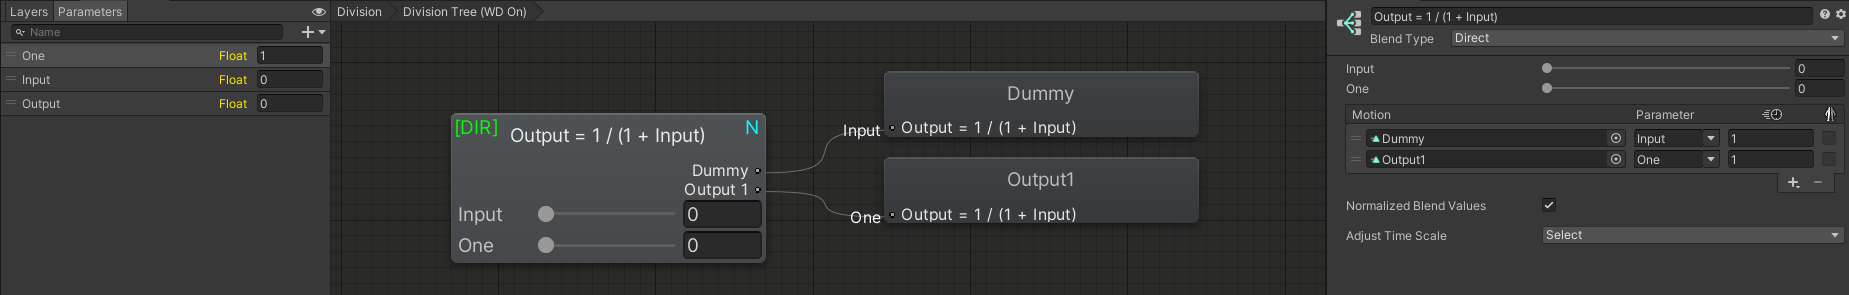 Layers Parameters
Name
One Float 1
Input Float 0
Output Float 0
Division Division Tree (WD On)
[DIR] Output = 1 / (1 + Input) N
Dummy
Output 1
Input 0
One 0
Dummy
Input Output = 1 / (1 + Input)
Output1
One Output = 1 / (1 + Input)
Output = 1 / (1 + Input)
Blend Type Direct
Input 0
One 0
Motion Parameter
Dummy Input 1
Output1 One 1
Normalized Blend Values
Adjust Time Scale Select